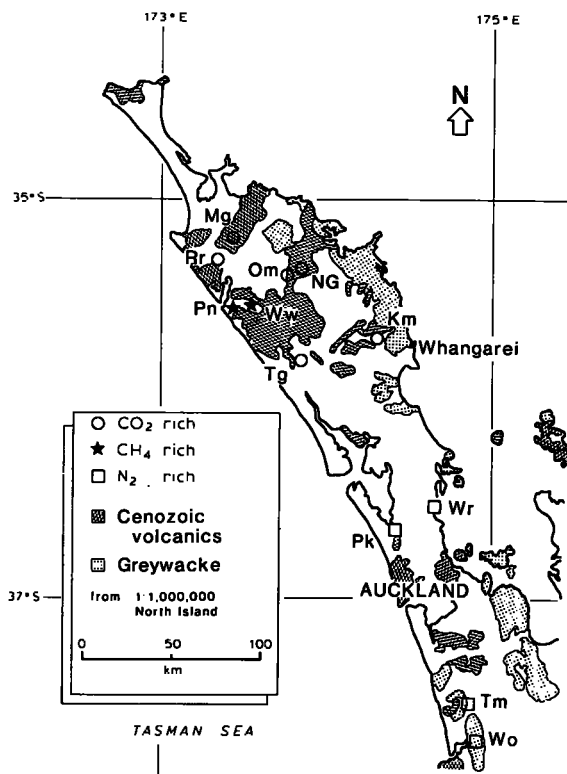 173° E
175° E
N
35° S
Mg
Rr
Om
NG
Pn
Ww
Km
Whangarei
Tg
CO2 rich
CH4 rich
N2 rich
Cenozoic
volcanics
Greywacke
from 1:1,000,000
North Island
0 50 100
km
Wr
Pk
AUCKLAND
37° S
Tm
Wo
TASMAN SEA